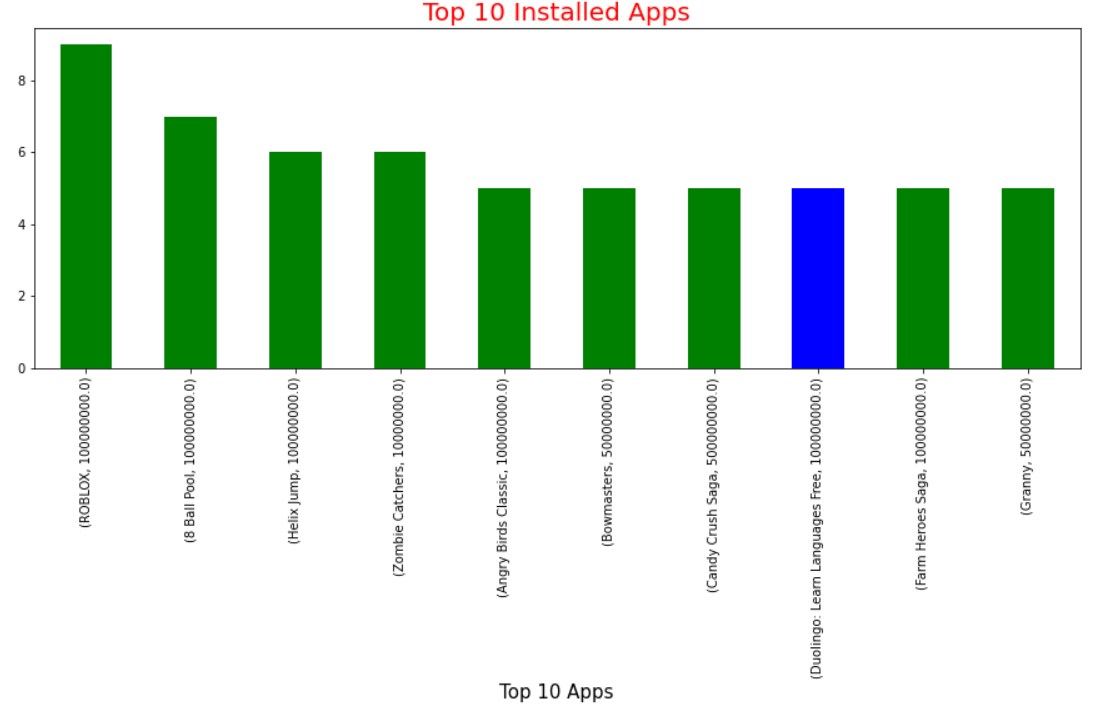 Top 10 Installed Apps
8
6
4
2
0
(ROBLOX, 100000000.0)
(8 Ball Pool, 100000000.0)
(Helix Jump, 100000000.0)
(Zombie Catchers, 10000000.0)
(Angry Birds Classic, 100000000.0)
(Bowmasters, 50000000.0)
(Candy Crush Saga, 500000000.0)
(Duolingo: Learn Languages Free, 100000000.0)
(Farm Heroes Saga, 100000000.0)
(Granny, 50000000.0)
Top 10 Apps